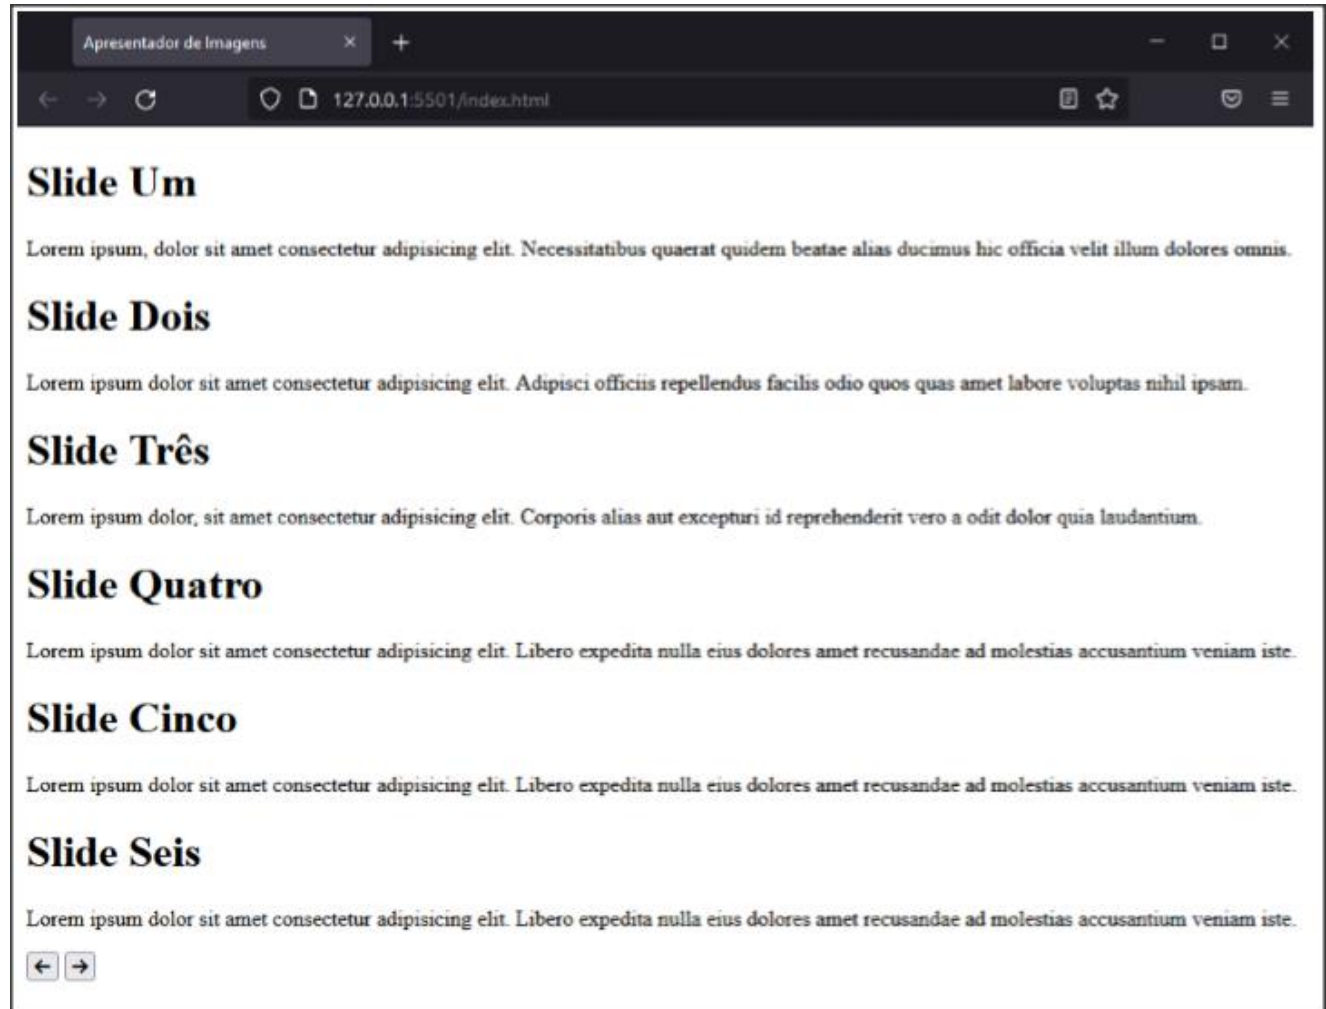 Apresentador de Imagens
127.0.0.1:5501/index.html
Slide Um
Lorem ipsum, dolor sit amet consectetur adipisicing elit. Necessitatibus quaerat quidem beatae alias ducimus hic officia velit illum dolores omnis.
Slide Dois
Lorem ipsum dolor sit amet consectetur adipisicing elit. Adipisci officiis repellendus facilis odio quos quas amet labore voluptas nihil ipsam.
Slide Três
Lorem ipsum dolor, sit amet consectetur adipisicing elit. Corporis alias aut excepturi id reprehenderit vero a odit dolor quia laudantium.
Slide Quatro
Lorem ipsum dolor sit amet consectetur adipisicing elit. Libero expedita nulla eius dolores amet recusandae ad molestias accusantium veniam iste.
Slide Cinco
Lorem ipsum dolor sit amet consectetur adipisicing elit. Libero expedita nulla eius dolores amet recusandae ad molestias accusantium veniam iste.
Slide Seis
Lorem ipsum dolor sit amet consectetur adipisicing elit. Libero expedita nulla eius dolores amet recusandae ad molestias accusantium veniam iste.